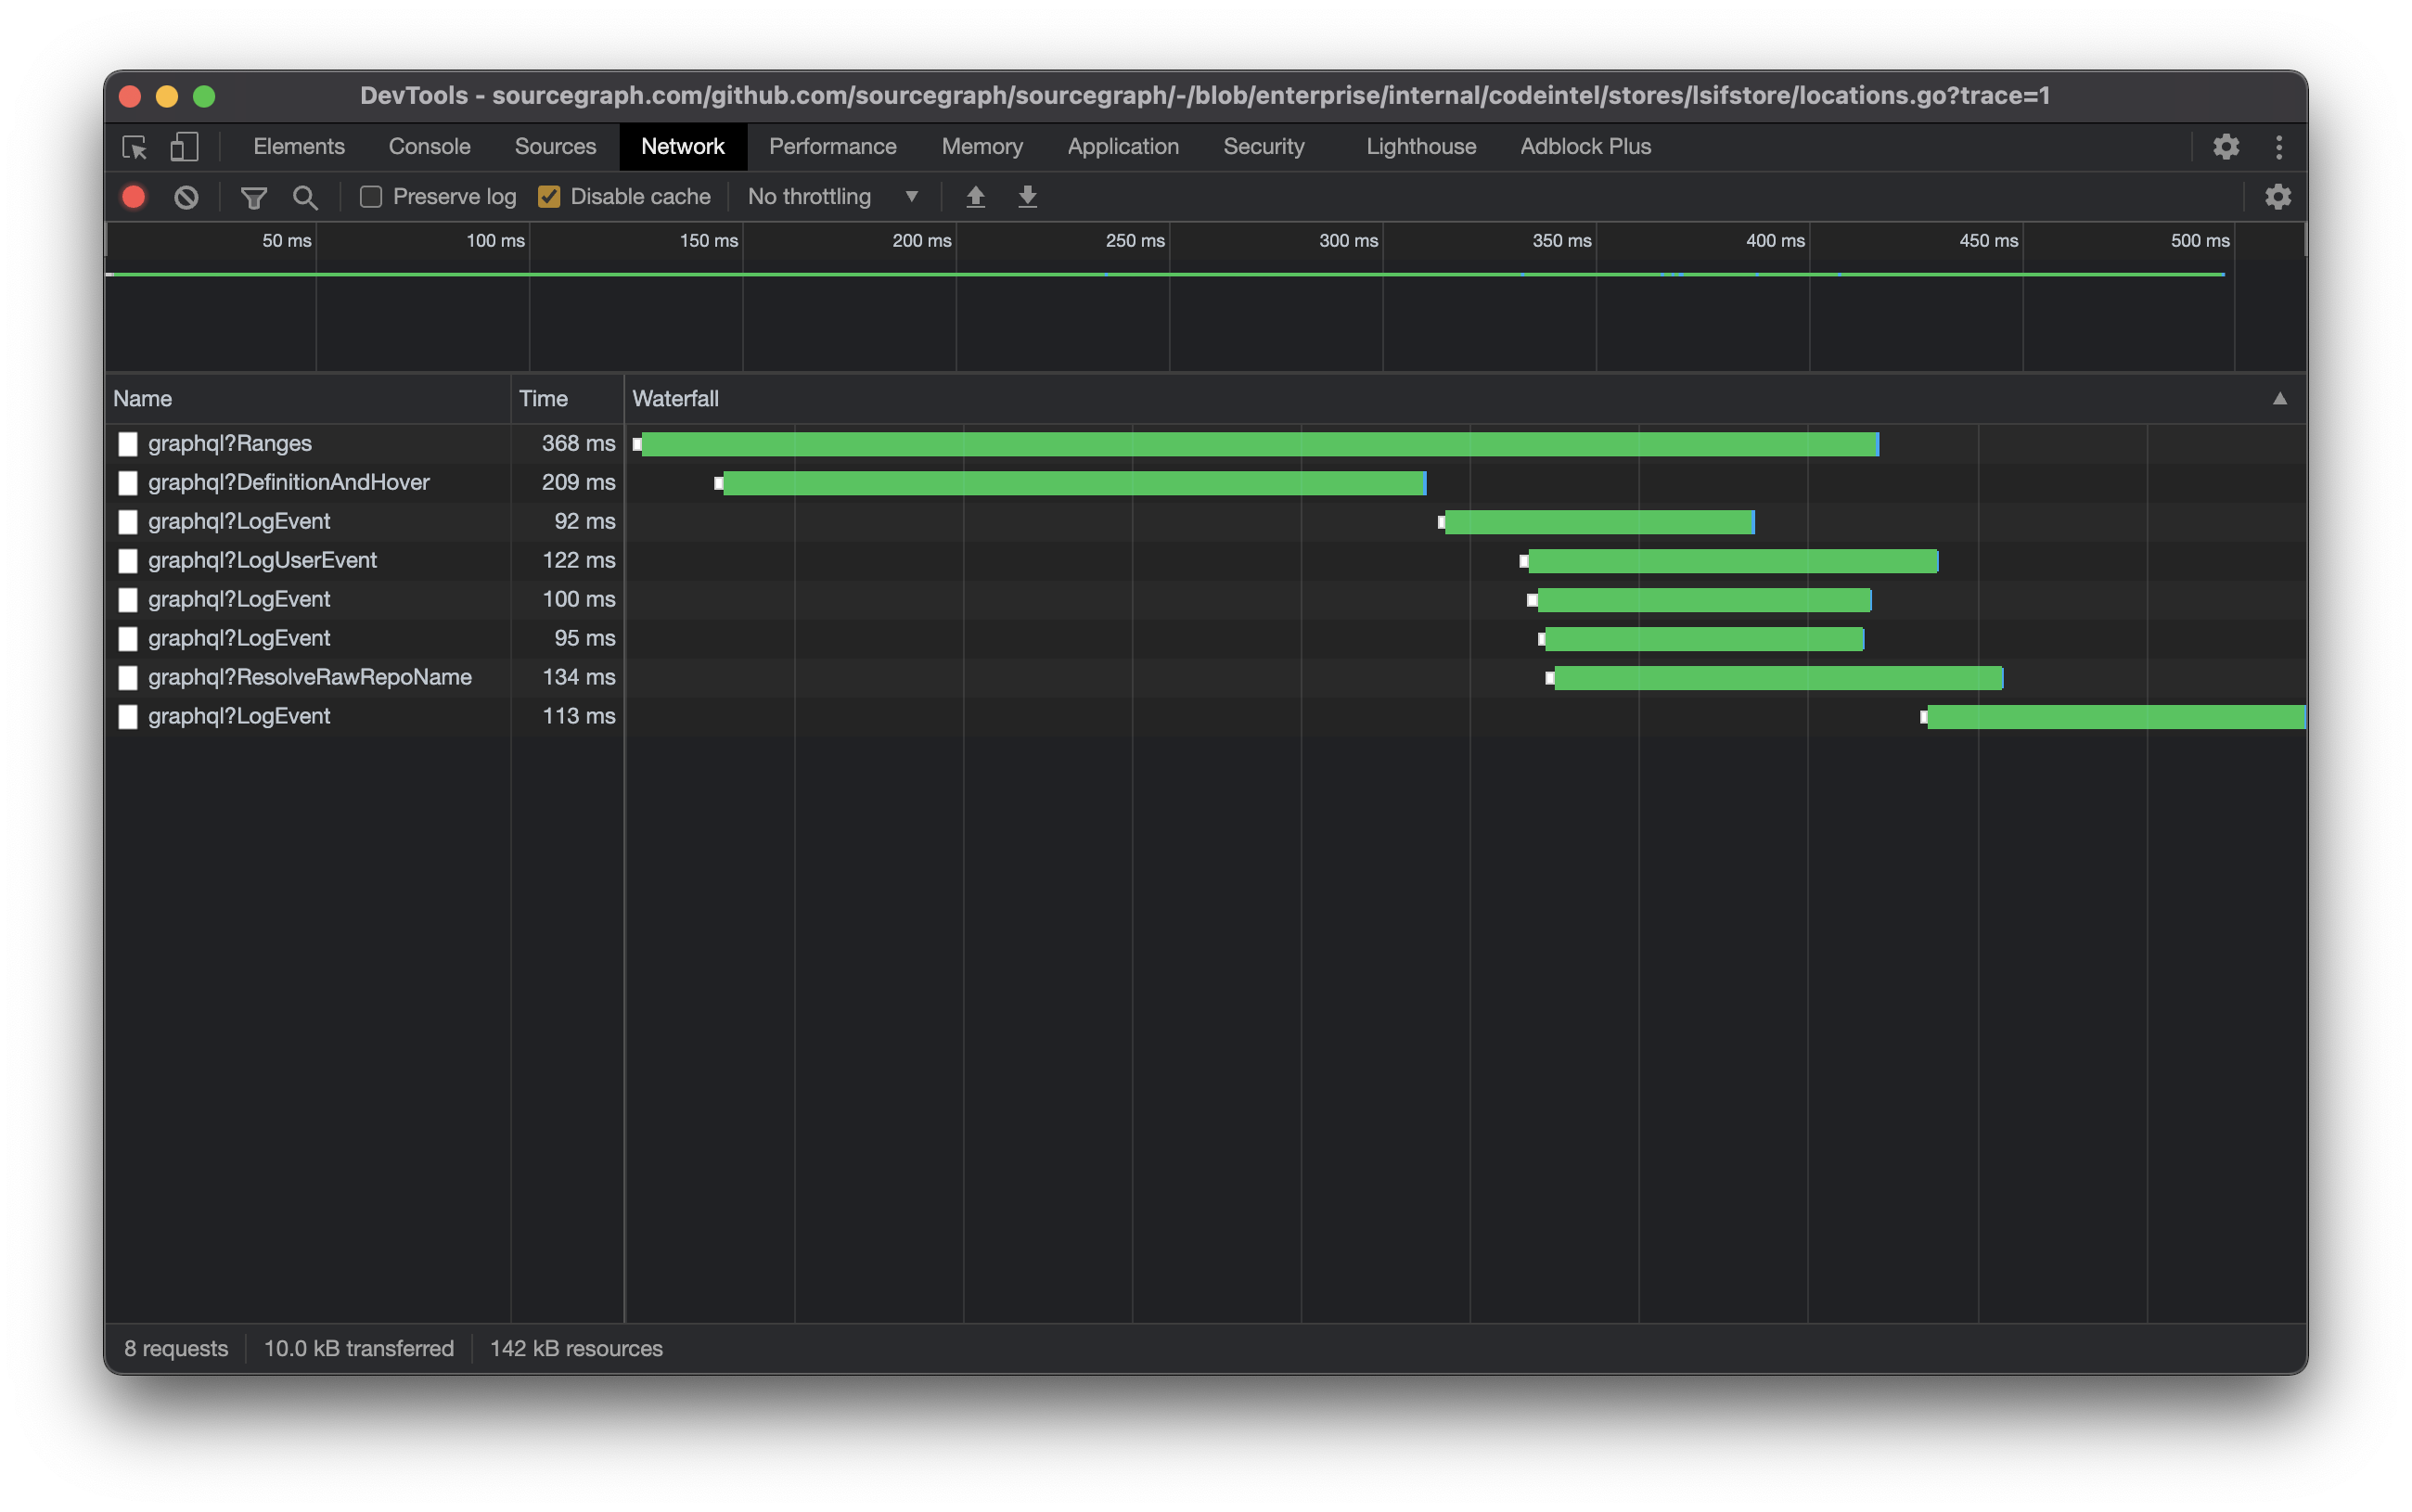 DevTools - sourcegraph.com/github.com/sourcegraph/sourcegraph/-/blob/enterprise/internal/codeintel/stores/lsifstore/locations.go?trace=1
Elements Console Sources Network Performance Memory Application Security Lighthouse Adblock Plus
Preserve log Disable cache No throttling
50 ms 100 ms 150 ms 200 ms 250 ms 300 ms 350 ms 400 ms 450 ms 500 ms
Name Time Waterfall
graphql?Ranges 368 ms
graphql?DefinitionAndHover 209 ms
graphql?LogEvent 92 ms
graphql?LogUserEvent 122 ms
graphql?LogEvent 100 ms
graphql?LogEvent 95 ms
graphql?ResolveRawRepoName 134 ms
graphql?LogEvent 113 ms
8 requests 10.0 kB transferred 142 kB resources